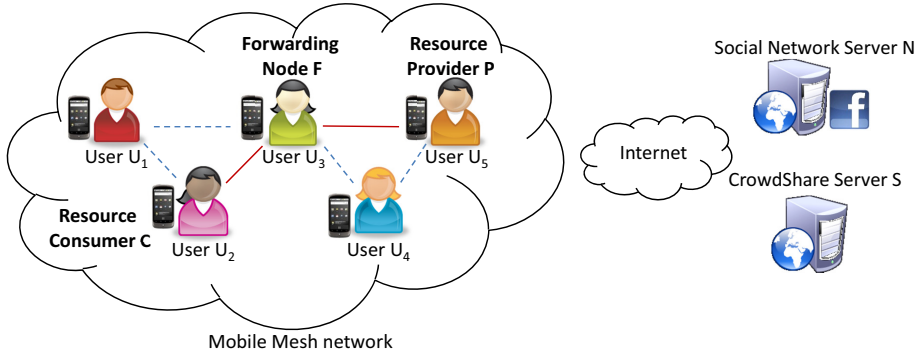 Forwarding
Node F
Resource
Provider P
Social Network Server N
f
User U1
User U3
User U5
Internet
CrowdShare Server S
Resource
Consumer C
User U2
User U4
Mobile Mesh network